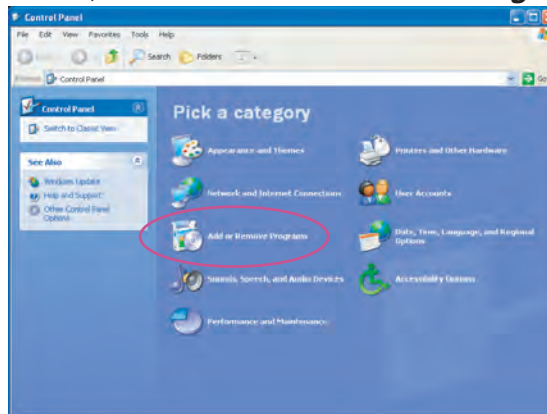 Control Panel
File Edit View Favorites Tools Help
Search Folders
Control Panel Go
Control Panel
Switch to Classic View
See Also
Windows Update
Help and Support
Other Control Panel
Options
Pick a category
Appearance and Themes
Printers and Other Hardware
Network and Internet Connections
User Accounts
Add or Remove Programs
Date, Time, Language, and Regional
Options
Sounds, Speech, and Audio Devices
Accessibility Options
Performance and Maintenance